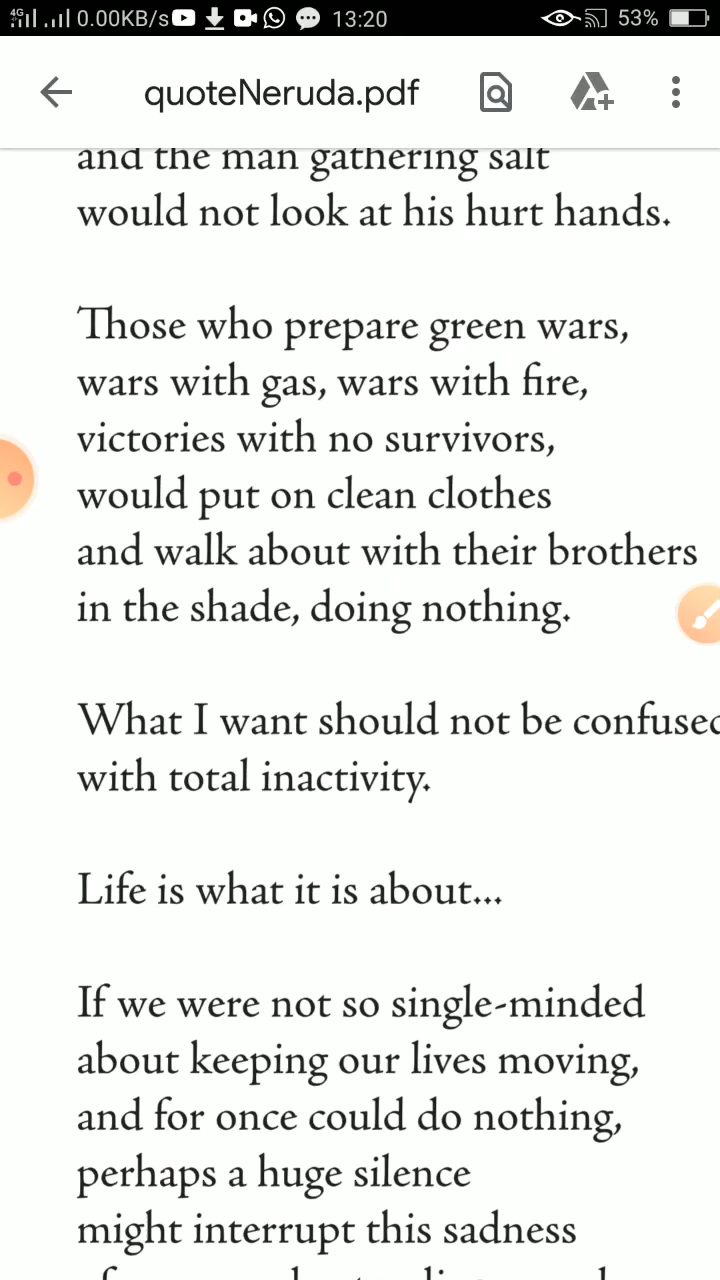 4G 0.00KB/s 13:20 53%
quoteNeruda.pdf
and the man gathering salt
would not look at his hurt hands.
Those who prepare green wars,
wars with gas, wars with fire,
victories with no survivors,
would put on clean clothes
and walk about with their brothers
in the shade, doing nothing.
What I want should not be confused
with total inactivity.
Life is what it is about...
If we were not so single-minded
about keeping our lives moving,
and for once could do nothing,
perhaps a huge silence
might interrupt this sadness